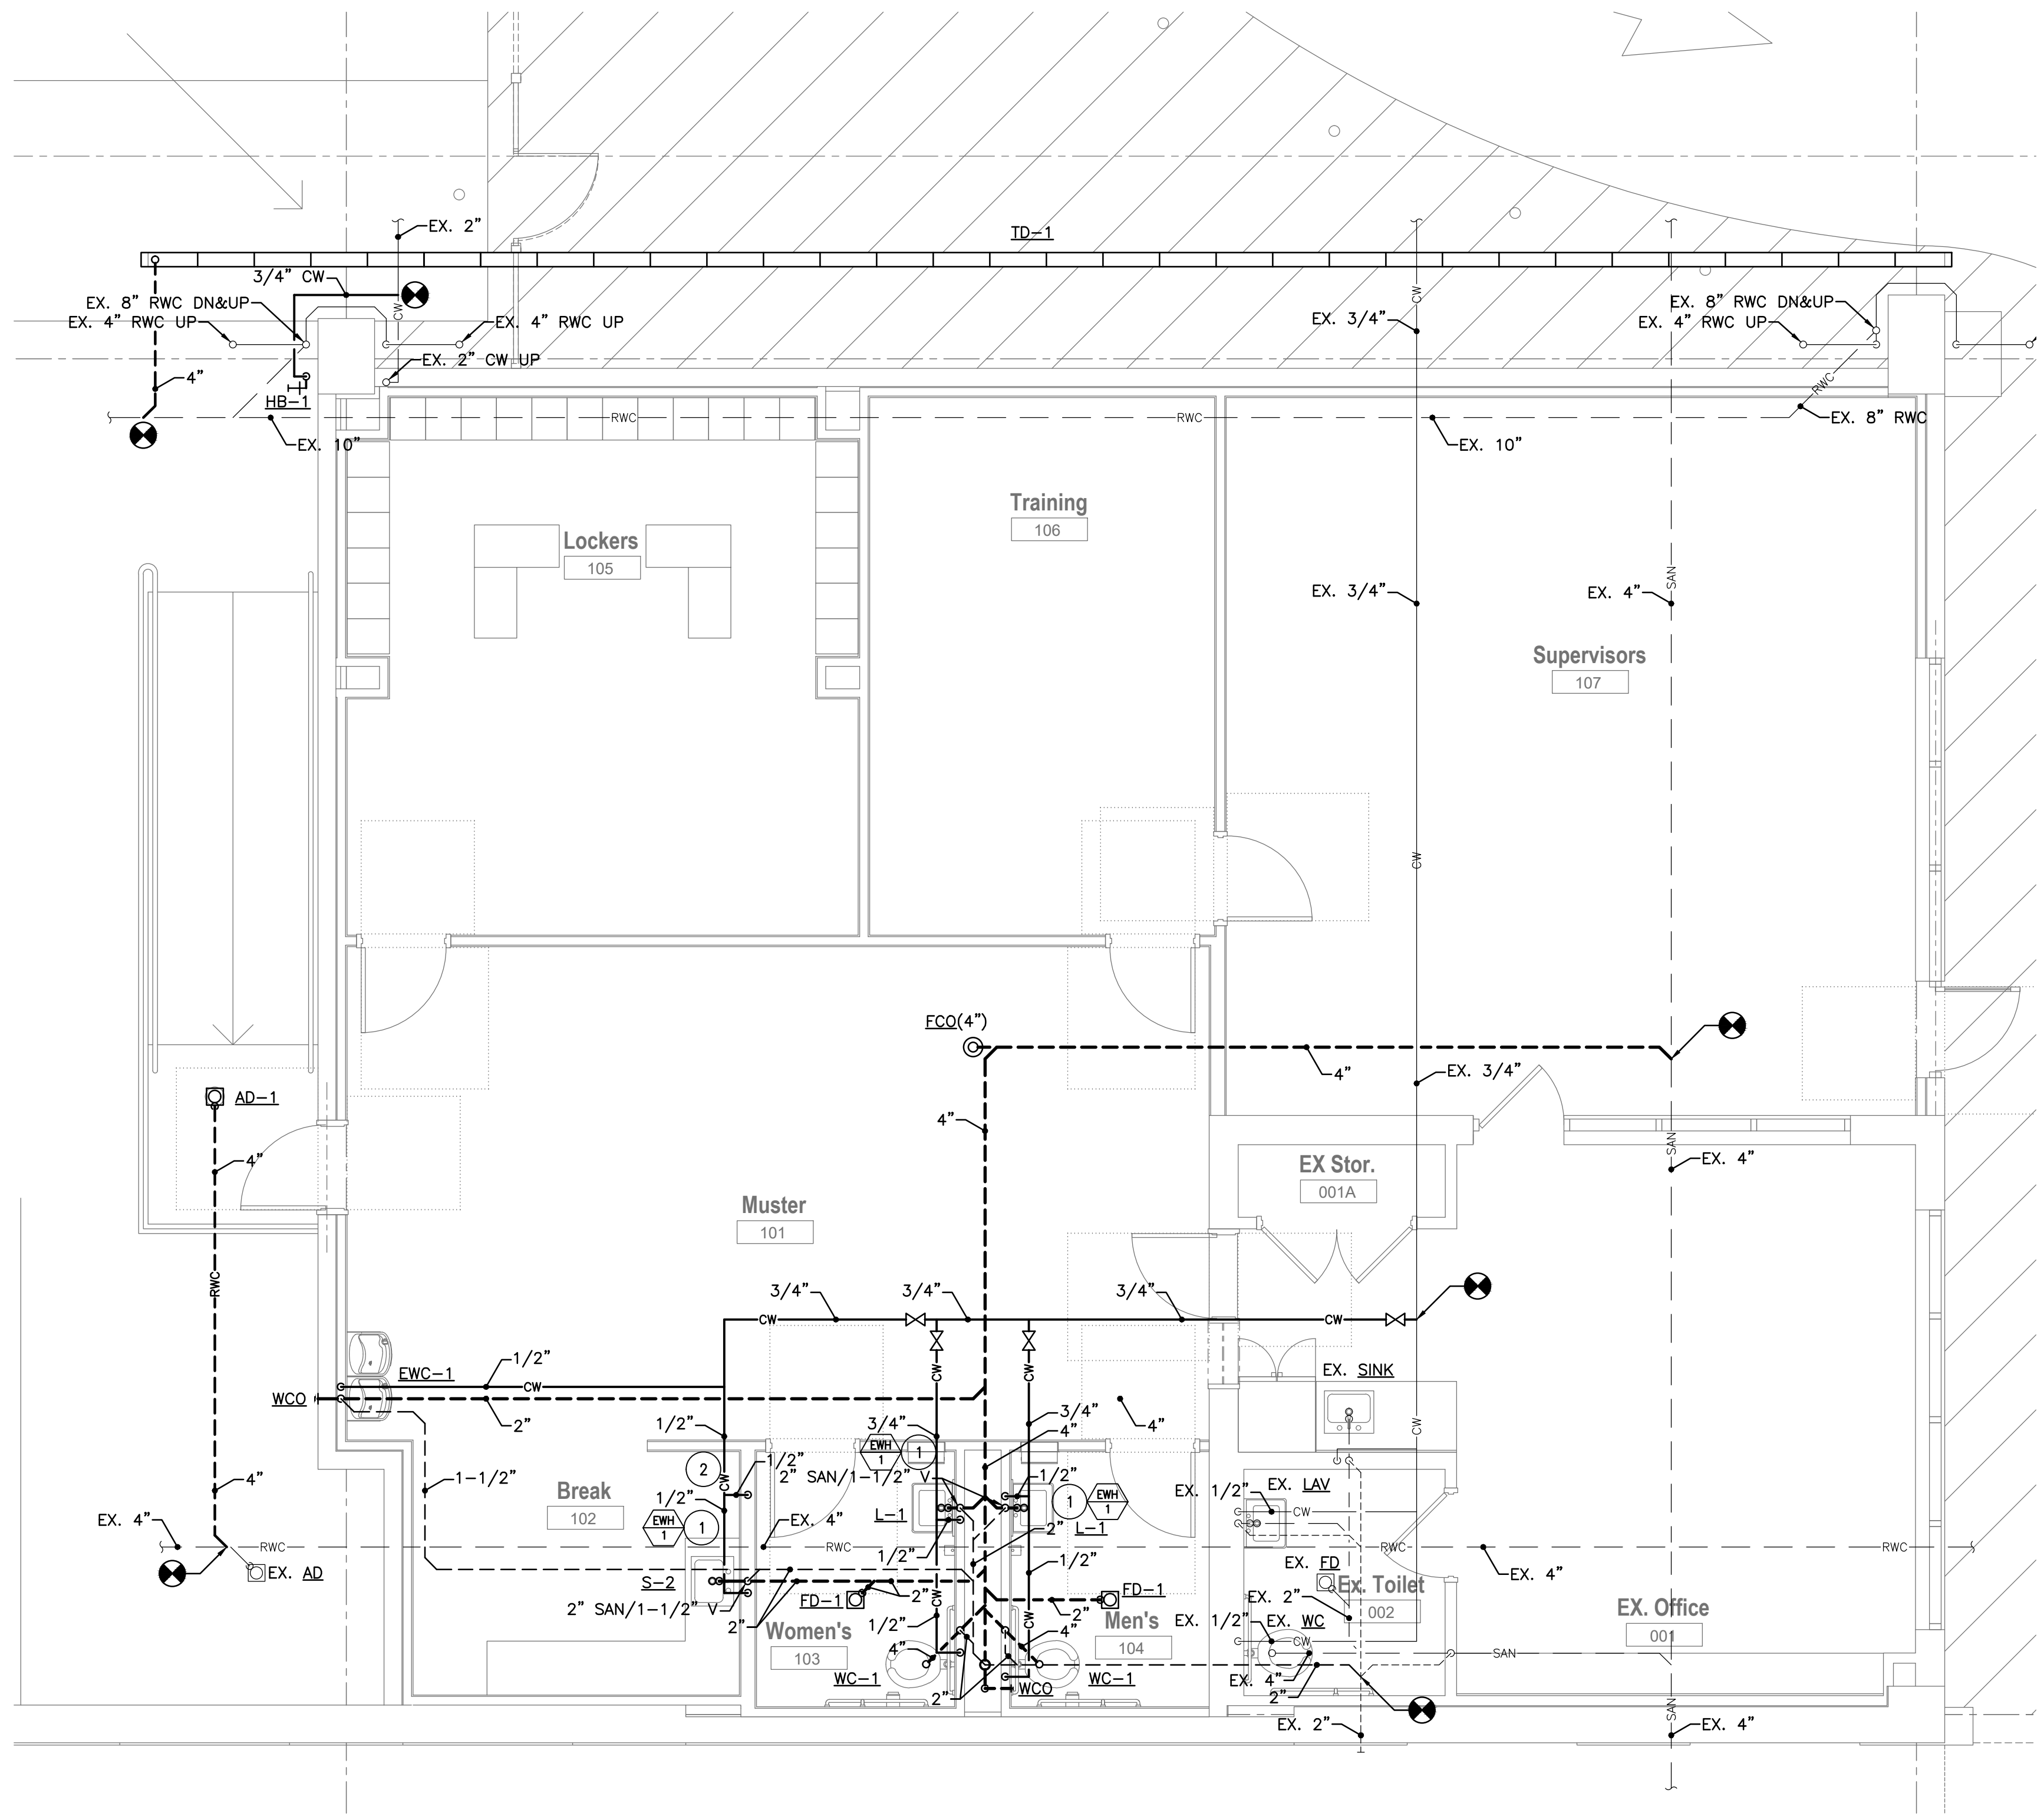 EX. 2”
TD-1
3/4” CW
CW
CW
EX. 8” RWC DN&UP
EX. 4” RWC UP
EX. 4” RWC UP
EX. 3/4”
EX. 8” RWC DN&UP
EX. 4” RWC UP
EX. 2” CW UP
4”
HB-1
RWC
RWC
RWC
EX. 8” RWC
EX. 10”
EX. 10”
Training
106
Lockers
105
SAN
EX. 3/4”
EX. 4”
Supervisors
107
CW
FCO(4”)
4”
EX. 3/4”
AD-1
4”
SAN
4”
EX. 4”
EX Stor.
001A
Muster
101
RWC
3/4”
3/4”
3/4”
CW
CW
EWC-1
1/2”
CW
CW
CW
EX. SINK
WCO
2”
4”
3/4”
3/4”
1/2”
4”
CW
EWH
1
1
2
1/2”
2” SAN/1-1/2” V
1/2”
CW
4”
1-1/2”
Break
102
1/2”
EX. LAV
EX. 1/2”
CW
EWH
1
1
L-1
L-1
1
EWH
1
EX. 4”
EX. 4”
2”
RWC
RWC
RWC
RWC
1/2”
1/2”
EX. 4”
EX. AD
EX. FD
S-2
FD-1
2”
FD-1
2”
Ex. Toilet
002
EX. 2”
2” SAN/1-1/2” V
2”
CW
1/2”
CW
Women's
103
Men's
104
EX. Office
001
EX. 1/2”
EX. WC
CW
4”
4”
SAN
WC-1
WC-1
EX. 4”
2”
2”
WCO
SAN
EX. 2”
EX. 4”